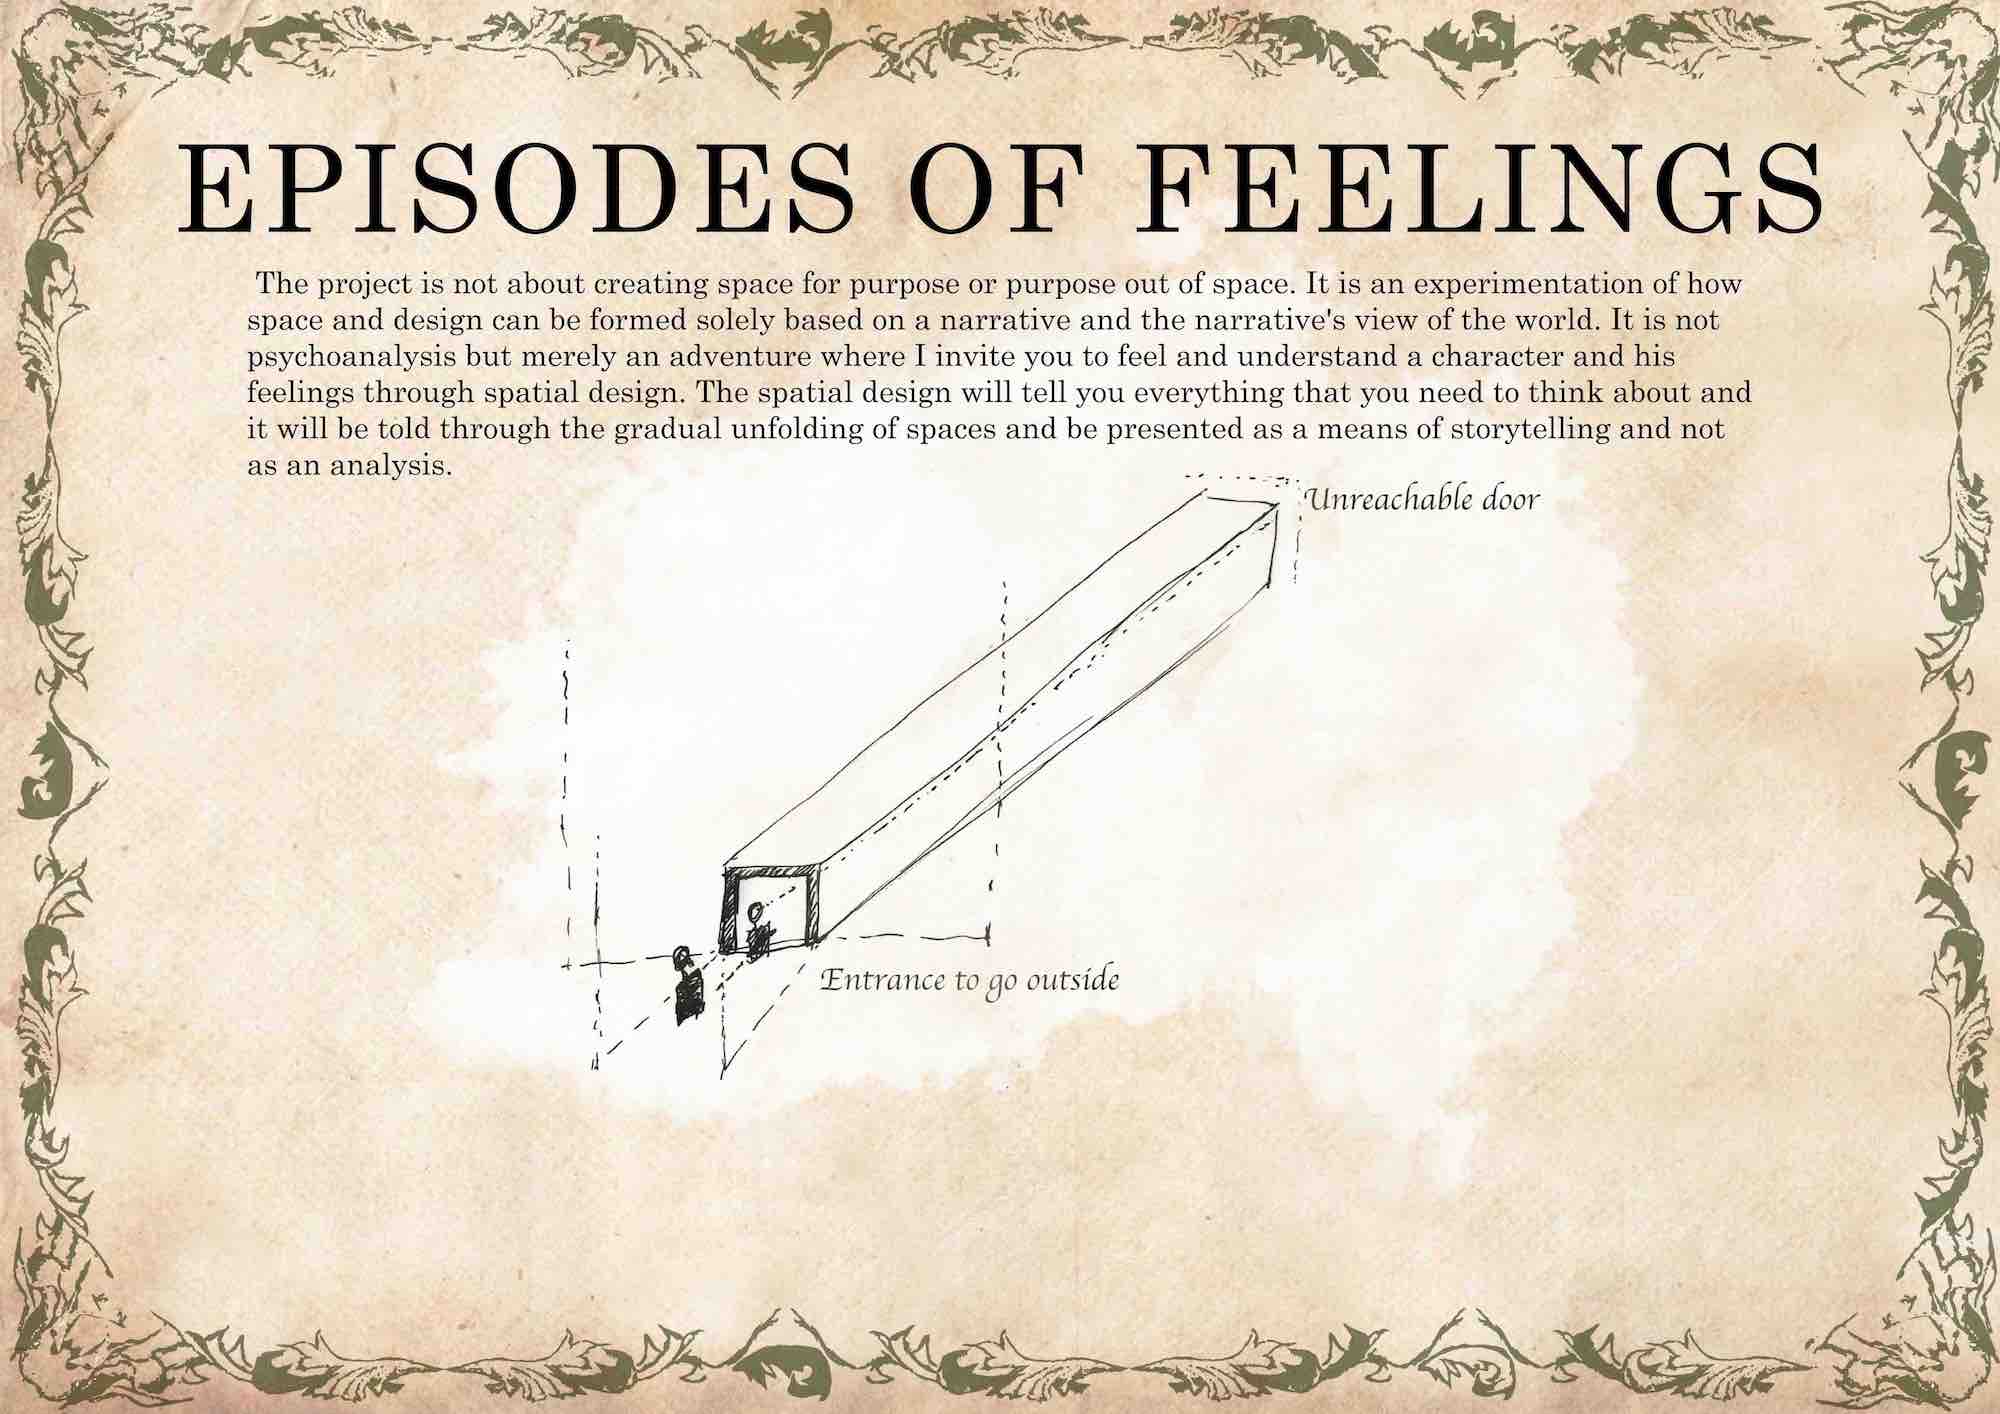 EPISODES OF FEELINGS
The project is not about creating space for purpose or purpose out of space. It is an experimentation of how
space and design can be formed solely based on a narrative and the narrative's view of the world. It is not
psychoanalysis but merely an adventure where I invite you to feel and understand a character and his
feelings through spatial design. The spatial design will tell you everything that you need to think about and
it will be told through the gradual unfolding of spaces and be presented as a means of storytelling and not
as an analysis.
Unreachable door
Entrance to go outside